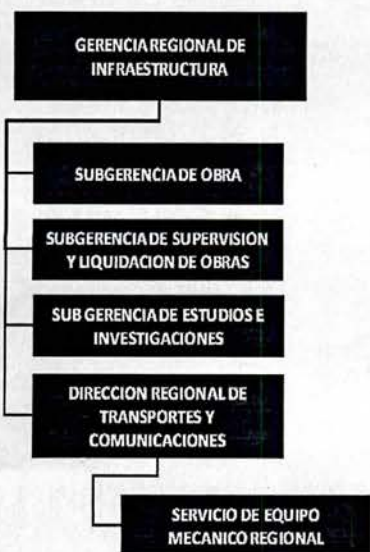 GERENCIA REGIONAL DE
INFRAESTRUCTURA
SUBGERENCIA DE OBRA
SUBGERENCIA DE SUPERVISION
Y LIQUIDACION DE OBRAS
SUB GERENCIA DE ESTUDIOS E
INVESTIGACIONES
DIRECCION REGIONAL DE
TRANSPORTES Y
COMUNICACIONES
SERVICIO DE EQUIPO
MECANICO REGIONAL